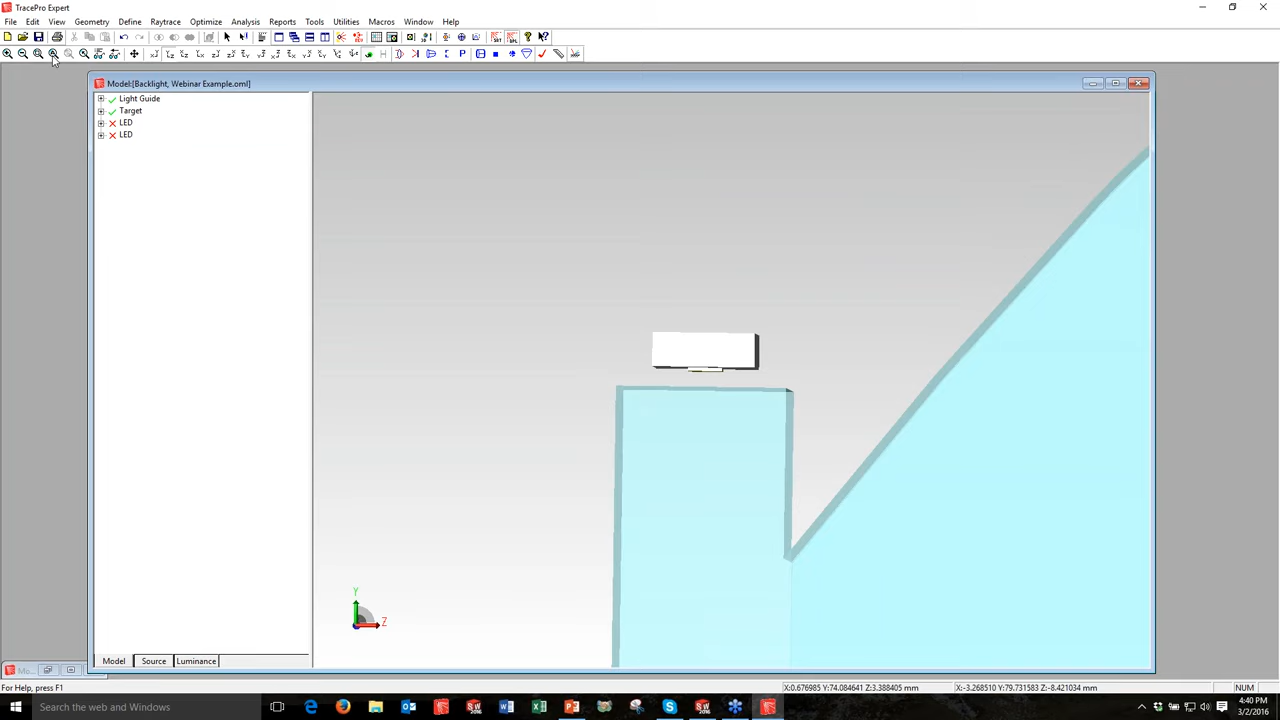 TracePro Expert
File Edit View Geometry Define Raytrace Optimize Analysis Reports Tools Utilities Macros Window Help
Model:[Backlight, Webinar Example.oml]
Light Guide
Target
LED
LED
Y
Z
Model Source Luminance
For Help, press F1
X:0.676985 Y:74.084641 Z:3.388405 mm
X:-3.268510 Y:79.731583 Z:-8.421034 mm
NUM
Search the web and Windows
4:40 PM
3/2/2016